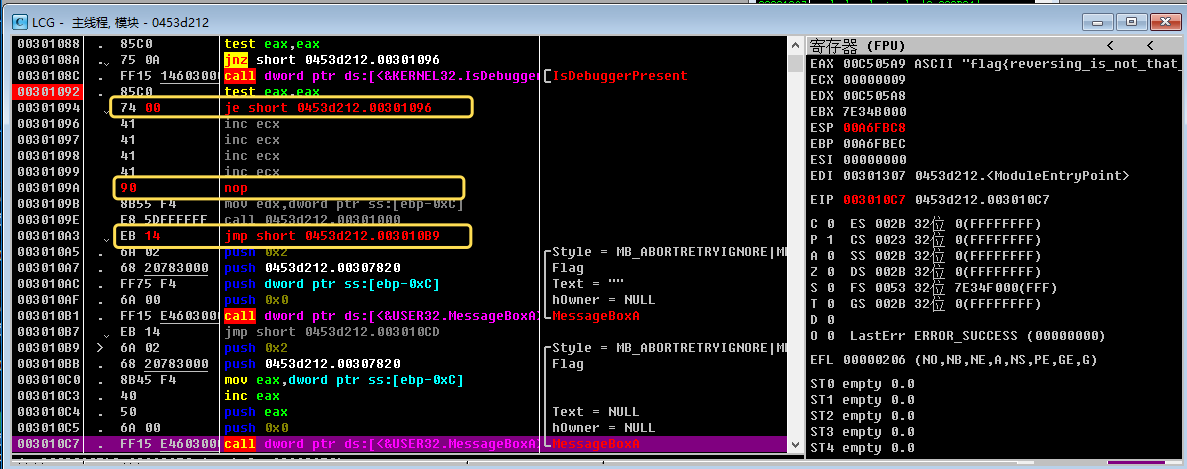 LCG - 主线程, 模块 - 0453d212
00301088 . 85C0 test eax,eax
0030108A . 75 0A jnz short 0453d212.00301096
0030108C . FF15 14603000 call dword ptr ds:[<&KERNEL32.IsDebugger IsDebuggerPresent
00301092 . 85C0 test eax,eax
00301094 74 00 je short 0453d212.00301096
00301096 41 inc ecx
00301097 41 inc ecx
00301098 41 inc ecx
00301099 41 inc ecx
0030109A 90 nop
0030109B 8B55 F4 mov edx,dword ptr ss:[ebp-0xC]
0030109E E8 5DFFFFFF call 0453d212.00301000
003010A3 EB 14 jmp short 0453d212.003010B9
003010A5 . 6A 02 push 0x2 Style = MB_ABORTRETRYIGNORE|MB
003010A7 . 68 20783000 push 0453d212.00307820 Flag
003010AC . FF75 F4 push dword ptr ss:[ebp-0xC] Text = ""
003010AF . 6A 00 push 0x0 hOwner = NULL
003010B1 . FF15 E4603000 call dword ptr ds:[<&USER32.MessageBoxA> MessageBoxA
003010B7 . EB 14 jmp short 0453d212.003010CD
003010B9 > 6A 02 push 0x2 Style = MB_ABORTRETRYIGNORE|MB
003010BB . 68 20783000 push 0453d212.00307820 Flag
003010C0 . 8B45 F4 mov eax,dword ptr ss:[ebp-0xC]
003010C3 . 40 inc eax
003010C4 . 50 push eax Text = NULL
003010C5 . 6A 00 push 0x0 hOwner = NULL
003010C7 . FF15 E4603000 call dword ptr ds:[<&USER32.MessageBoxA> MessageBoxA
寄存器 (FPU) < <
EAX 00C505A9 ASCII "flag{reversing_is_not_that_
ECX 00000009
EDX 00C505A8
EBX 7E34B000
ESP 00A6FBC8
EBP 00A6FBEC
ESI 00000000
EDI 00301307 0453d212.<ModuleEntryPoint>
EIP 003010C7 0453d212.003010C7
C 0 ES 002B 32位 0(FFFFFFFF)
P 1 CS 0023 32位 0(FFFFFFFF)
A 0 SS 002B 32位 0(FFFFFFFF)
Z 0 DS 002B 32位 0(FFFFFFFF)
S 0 FS 0053 32位 7E34F000(FFF)
T 0 GS 002B 32位 0(FFFFFFFF)
D 0
O 0 LastErr ERROR_SUCCESS (00000000)
EFL 00000206 (NO,NB,NE,A,NS,PE,GE,G)
ST0 empty 0.0
ST1 empty 0.0
ST2 empty 0.0
ST3 empty 0.0
ST4 empty 0.0